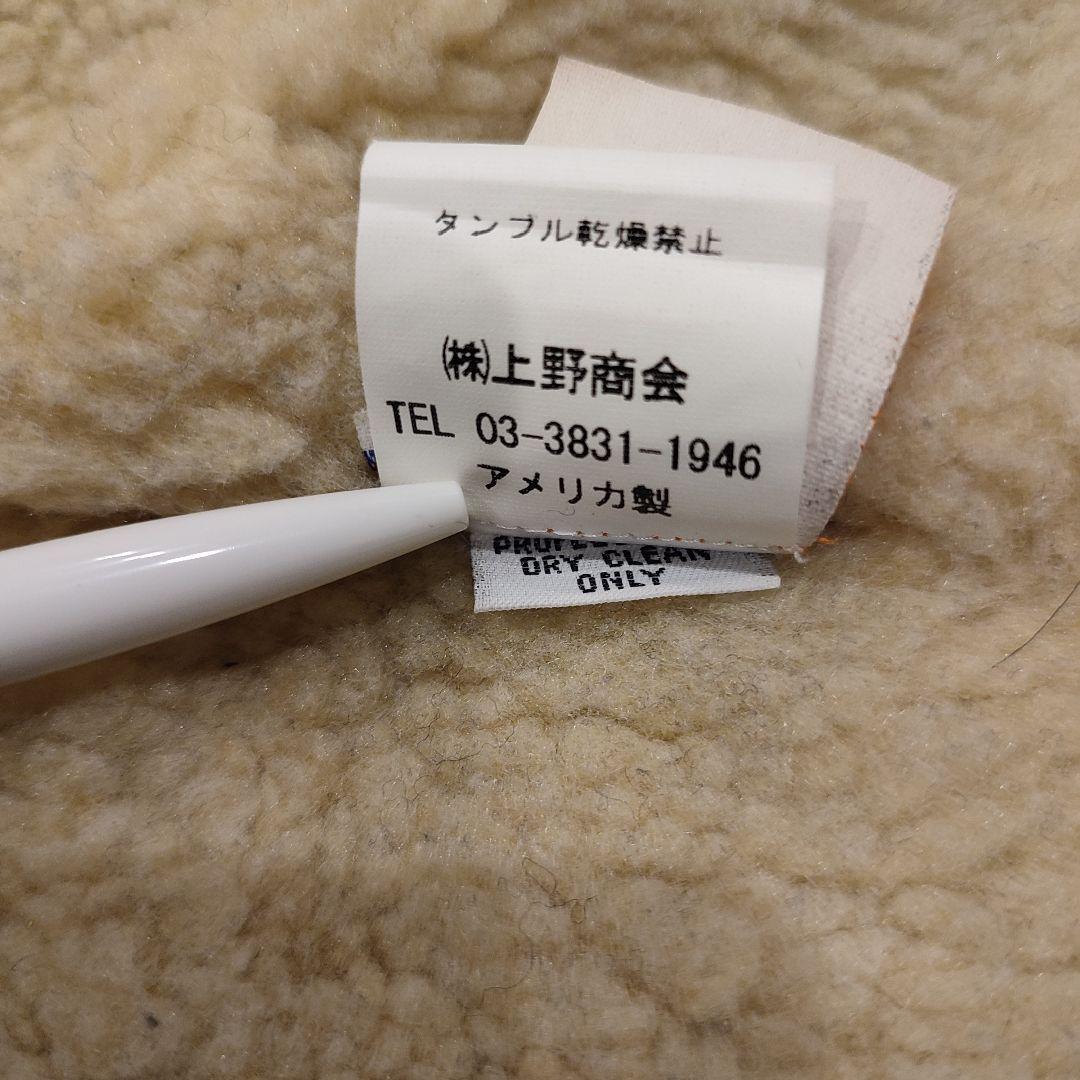 タンブル乾燥禁止
㈱上野商会
TEL 03-3831-1946
アメリカ製
DRY CLEAN
ONLY